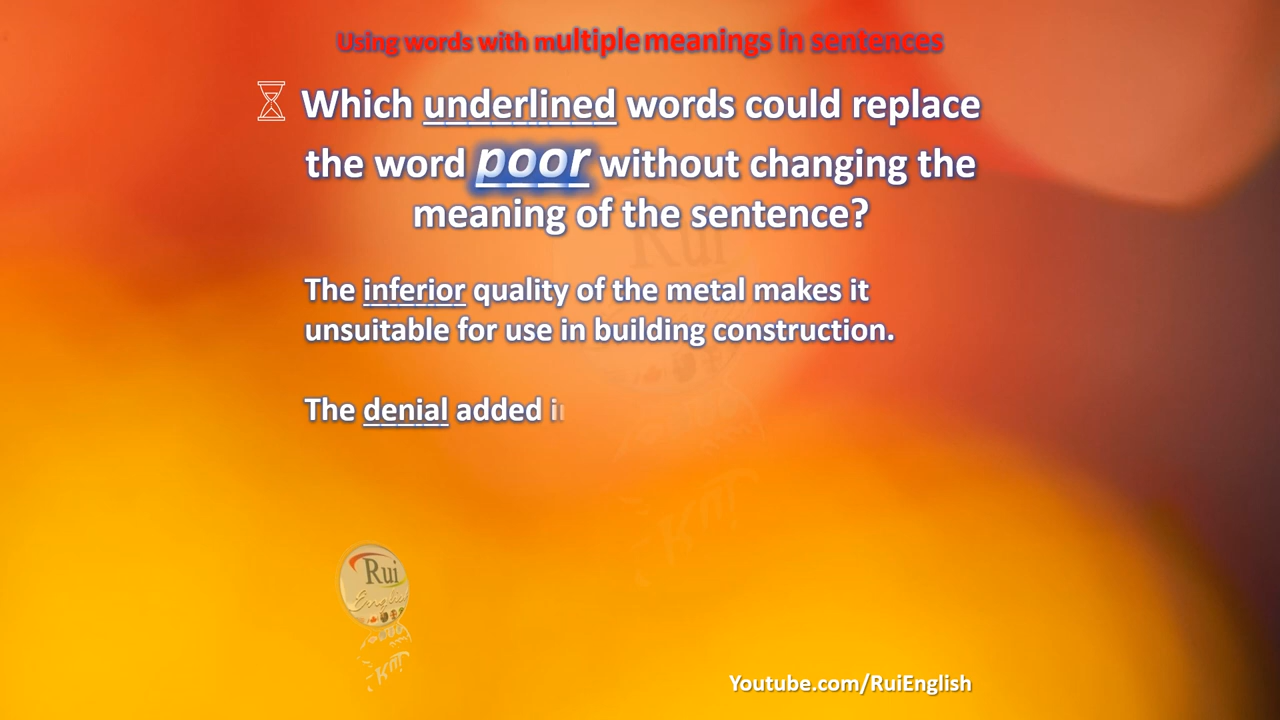 Using words with multiple meanings in sentences
Which underlined words could replace
the word poor without changing the
meaning of the sentence?
The inferior quality of the metal makes it
unsuitable for use in building construction.
The denial added
Rui
English
Youtube.com/RuiEnglish